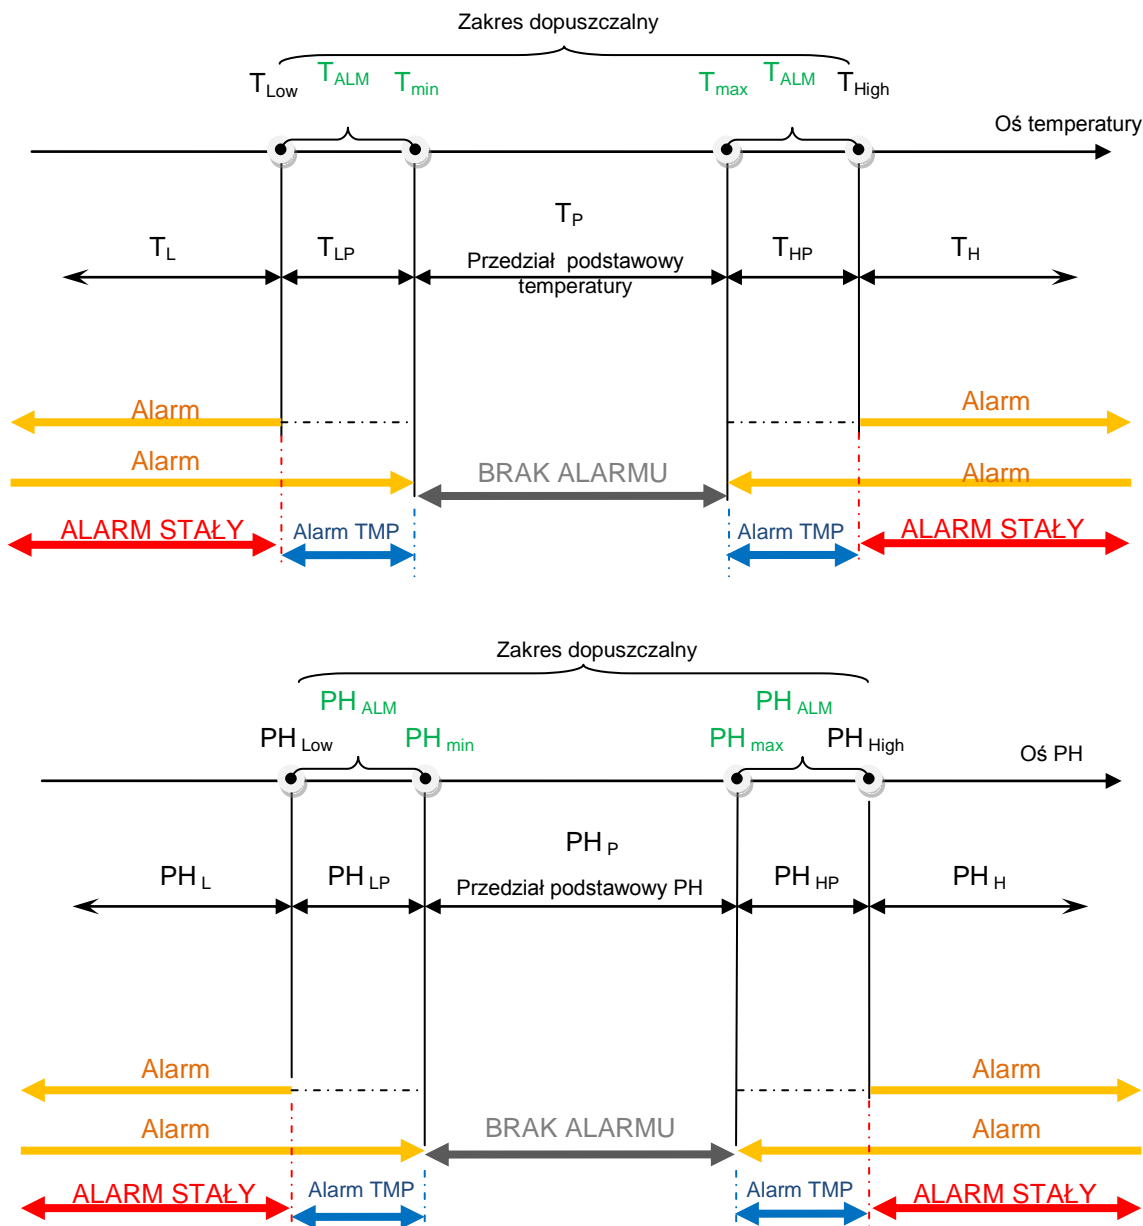 Zakres dopuszczalny
T_Low T_ALM T_min T_max T_ALM T_High
Oś temperatury
T_P
T_L T_LP Przedział podstawowy T_HP T_H
temperatury
Alarm Alarm
Alarm BRAK ALARMU Alarm
ALARM STAŁY Alarm TMP Alarm TMP ALARM STAŁY
Zakres dopuszczalny
PH ALM PH ALM
PH Low PH min PH max PH High
Oś PH
PH P
PH L PH LP Przedział podstawowy PH PH HP PH H
Alarm Alarm
Alarm BRAK ALARMU Alarm
ALARM STAŁY Alarm TMP Alarm TMP ALARM STAŁY